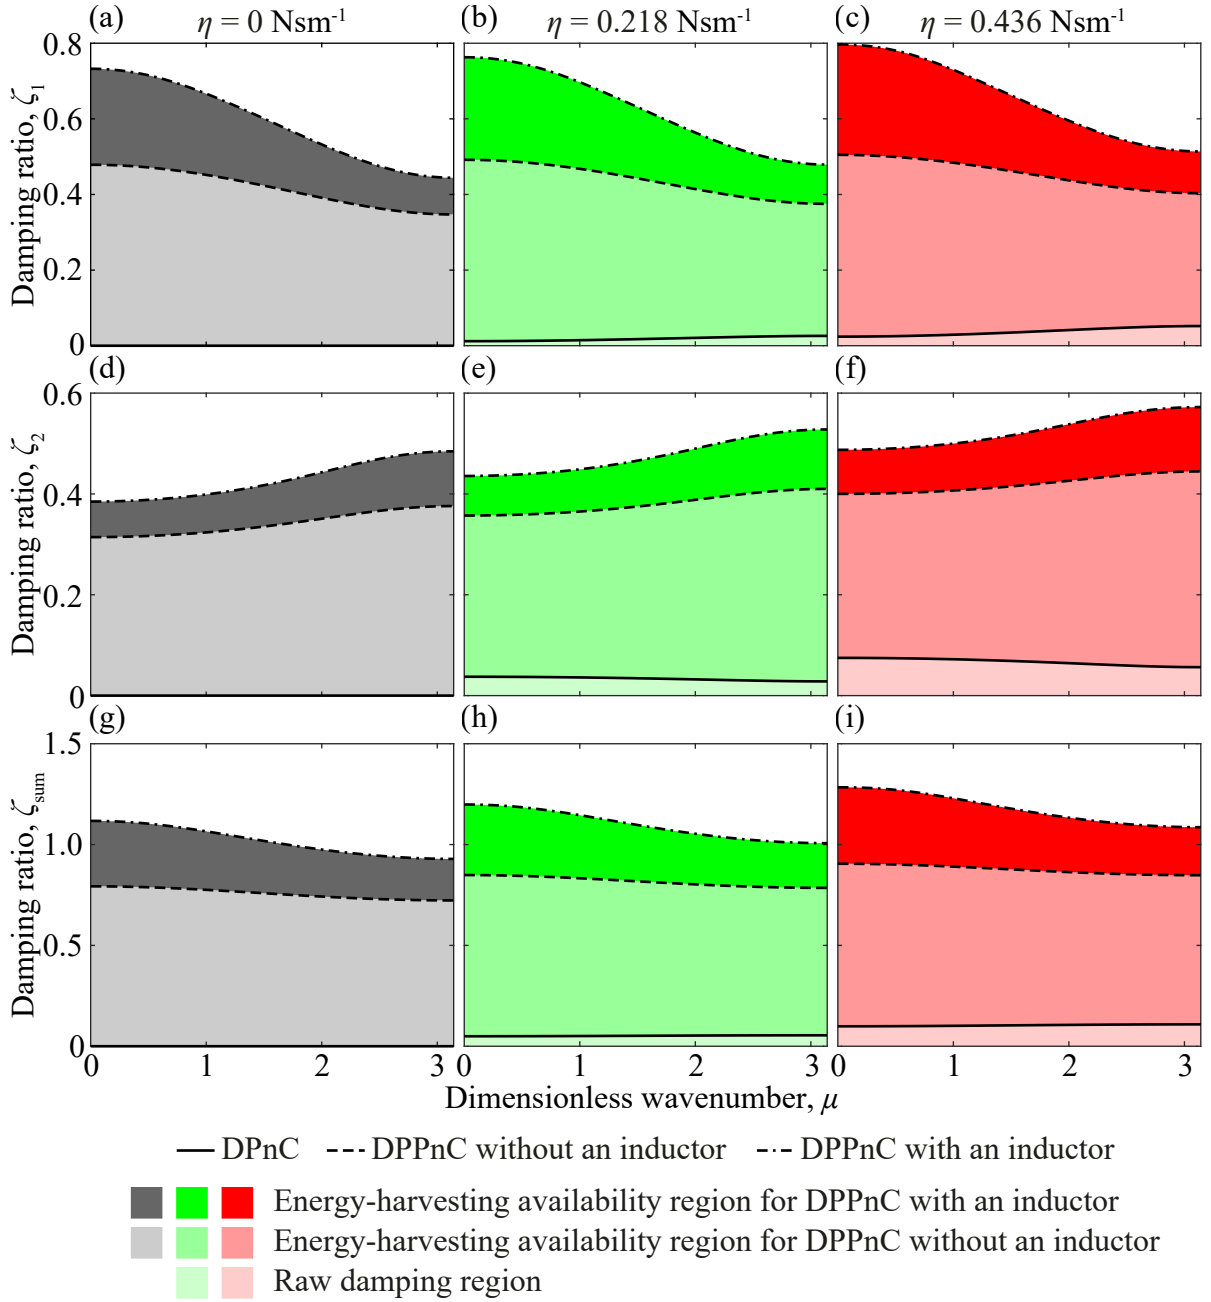 (a) η = 0 Nsm⁻¹ (b) η = 0.218 Nsm⁻¹ (c) η = 0.436 Nsm⁻¹
0.8
0.6
0.4
0.2
0
Damping ratio, ζ₁
(d) (e) (f)
0.6
0.4
0.2
0
Damping ratio, ζ₂
(g) (h) (i)
1.5
1.0
0.5
0
Damping ratio, ζsum
0 1 2 3 0 1 2 3 0 1 2 3
Dimensionless wavenumber, μ
DPnC DPPnC without an inductor DPPnC with an inductor
Energy-harvesting availability region for DPPnC with an inductor
Energy-harvesting availability region for DPPnC without an inductor
Raw damping region